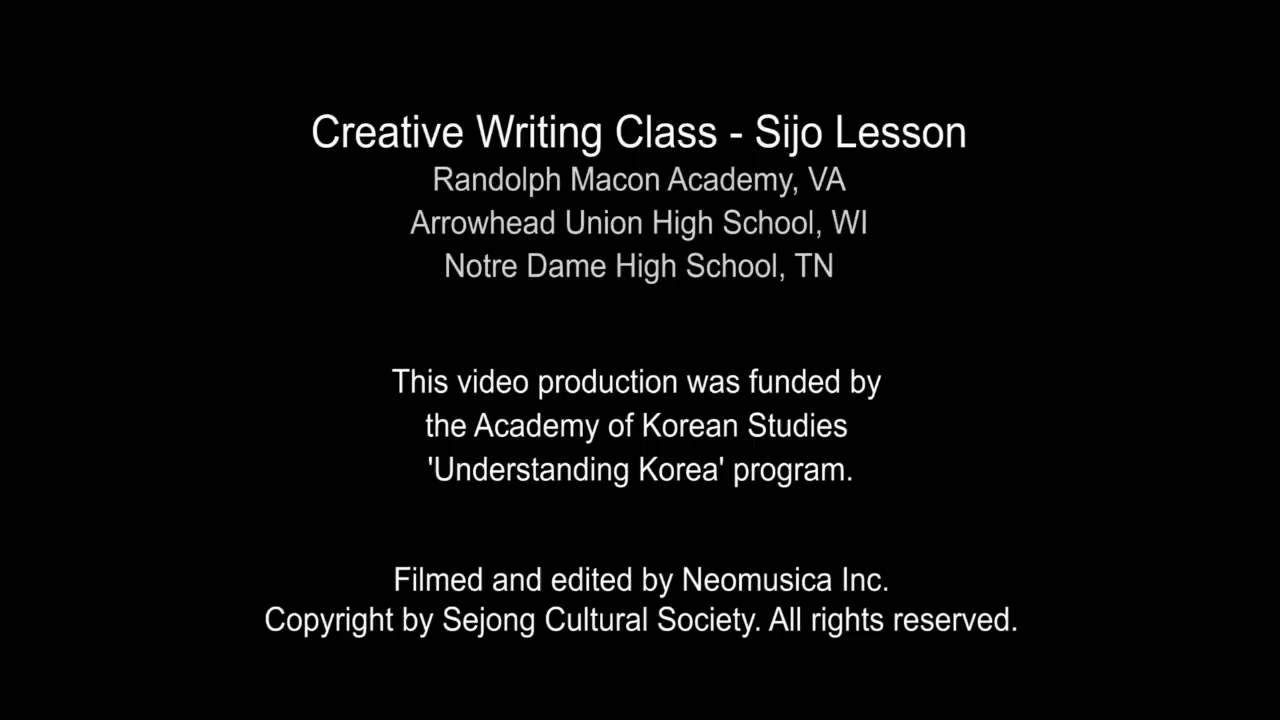 Creative Writing Class - Sijo Lesson
Randolph Macon Academy, VA
Arrowhead Union High School, WI
Notre Dame High School, TN
This video production was funded by
the Academy of Korean Studies
'Understanding Korea' program.
Filmed and edited by Neomusica Inc.
Copyright by Sejong Cultural Society. All rights reserved.